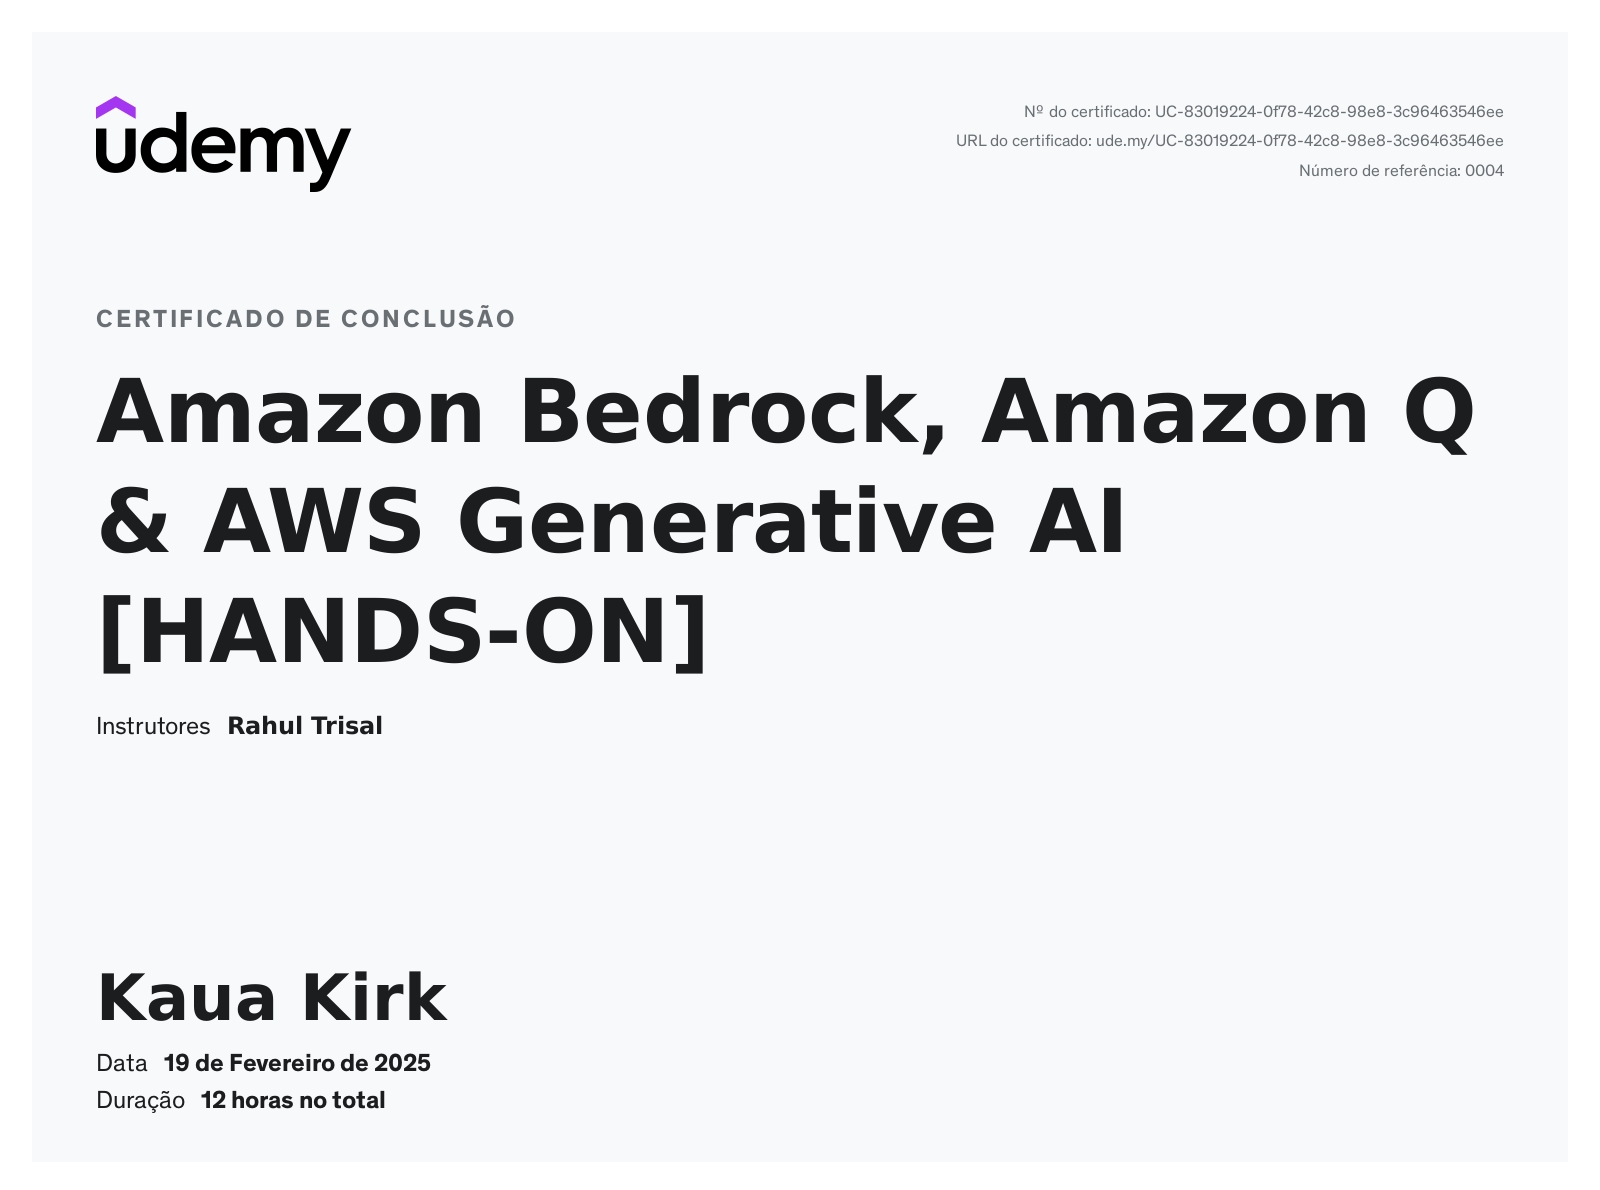 udemy
Nº do certificado: UC-83019224-0f78-42c8-98e8-3c96463546ee
URL do certificado: ude.my/UC-83019224-0f78-42c8-98e8-3c96463546ee
Número de referência: 0004
CERTIFICADO DE CONCLUSÃO
Amazon Bedrock, Amazon Q
& AWS Generative AI
[HANDS-ON]
Instrutores Rahul Trisal
Kaua Kirk
Data 19 de Fevereiro de 2025
Duração 12 horas no total